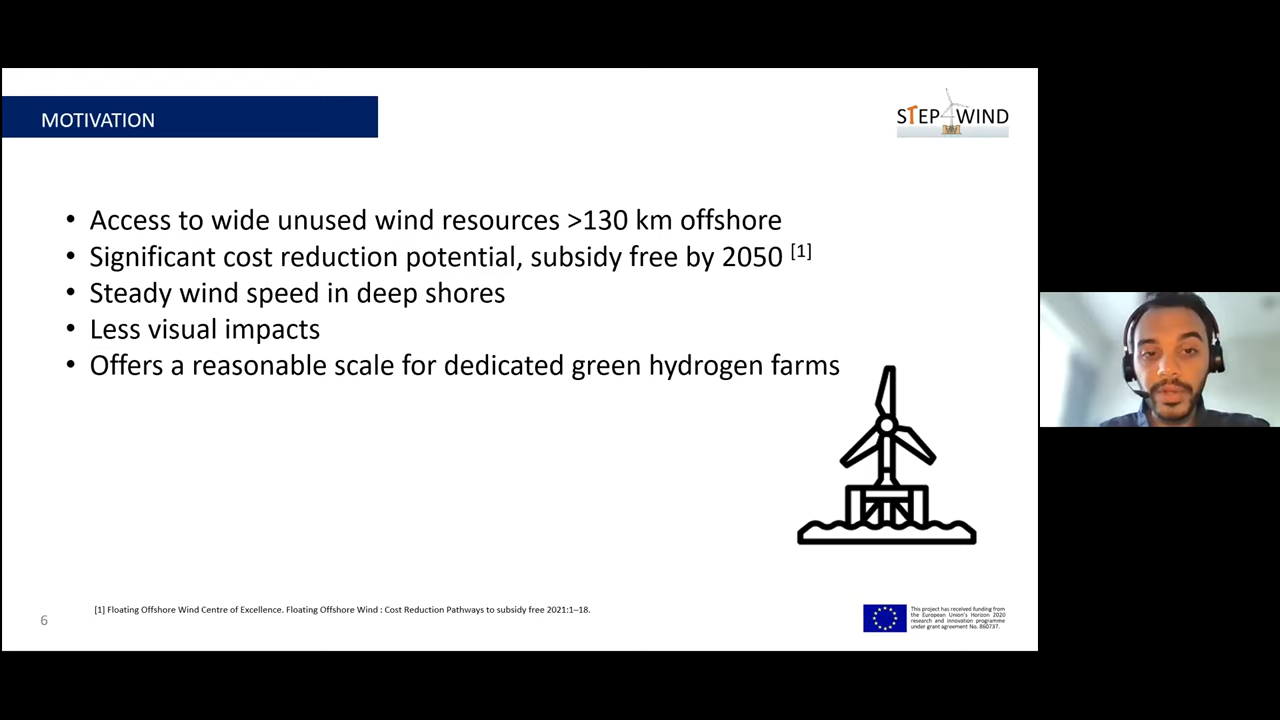 MOTIVATION
STEP4WIND
• Access to wide unused wind resources >130 km offshore
• Significant cost reduction potential, subsidy free by 2050 [1]
• Steady wind speed in deep shores
• Less visual impacts
• Offers a reasonable scale for dedicated green hydrogen farms
[1] Floating Offshore Wind Centre of Excellence. Floating Offshore Wind : Cost Reduction Pathways to subsidy free 2021:1–18.
6
This project has received funding from
the European Union's Horizon 2020
research and innovation programme
under grant agreement No. 860737.